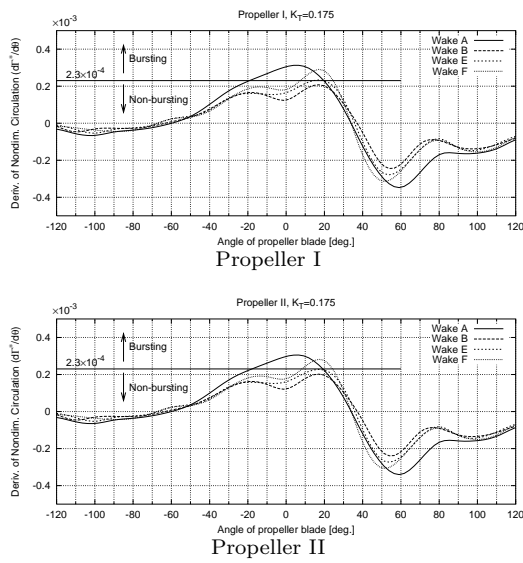 Propeller I, K_T=0.175
×10⁻³
Deriv. of Nondim. Circulation (dΓ*/dθ)
0.4
0.2
0
-0.2
-0.4
2.3×10⁻⁴
Bursting
Non-bursting
Wake A
Wake B
Wake E
Wake F
-120 -100 -80 -60 -40 -20 0 20 40 60 80 100 120
Angle of propeller blade [deg.]
Propeller I
Propeller II, K_T=0.175
×10⁻³
Deriv. of Nondim. Circulation (dΓ*/dθ)
0.4
0.2
0
-0.2
-0.4
2.3×10⁻⁴
Bursting
Non-bursting
Wake A
Wake B
Wake E
Wake F
-120 -100 -80 -60 -40 -20 0 20 40 60 80 100 120
Angle of propeller blade [deg.]
Propeller II